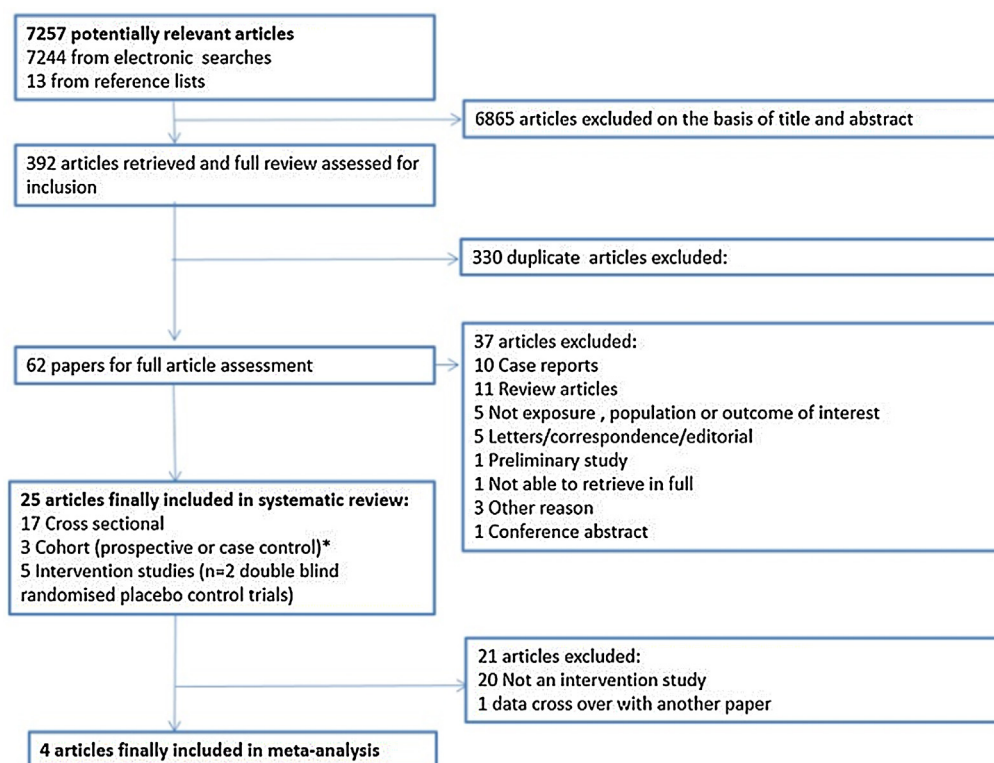 7257 potentially relevant articles
7244 from electronic searches
13 from reference lists
6865 articles excluded on the basis of title and abstract
392 articles retrieved and full review assessed for
inclusion
330 duplicate articles excluded:
62 papers for full article assessment
37 articles excluded:
10 Case reports
11 Review articles
5 Not exposure , population or outcome of interest
5 Letters/correspondence/editorial
1 Preliminary study
1 Not able to retrieve in full
3 Other reason
1 Conference abstract
25 articles finally included in systematic review:
17 Cross sectional
3 Cohort (prospective or case control)*
5 Intervention studies (n=2 double blind
randomised placebo control trials)
21 articles excluded:
20 Not an intervention study
1 data cross over with another paper
4 articles finally included in meta-analysis